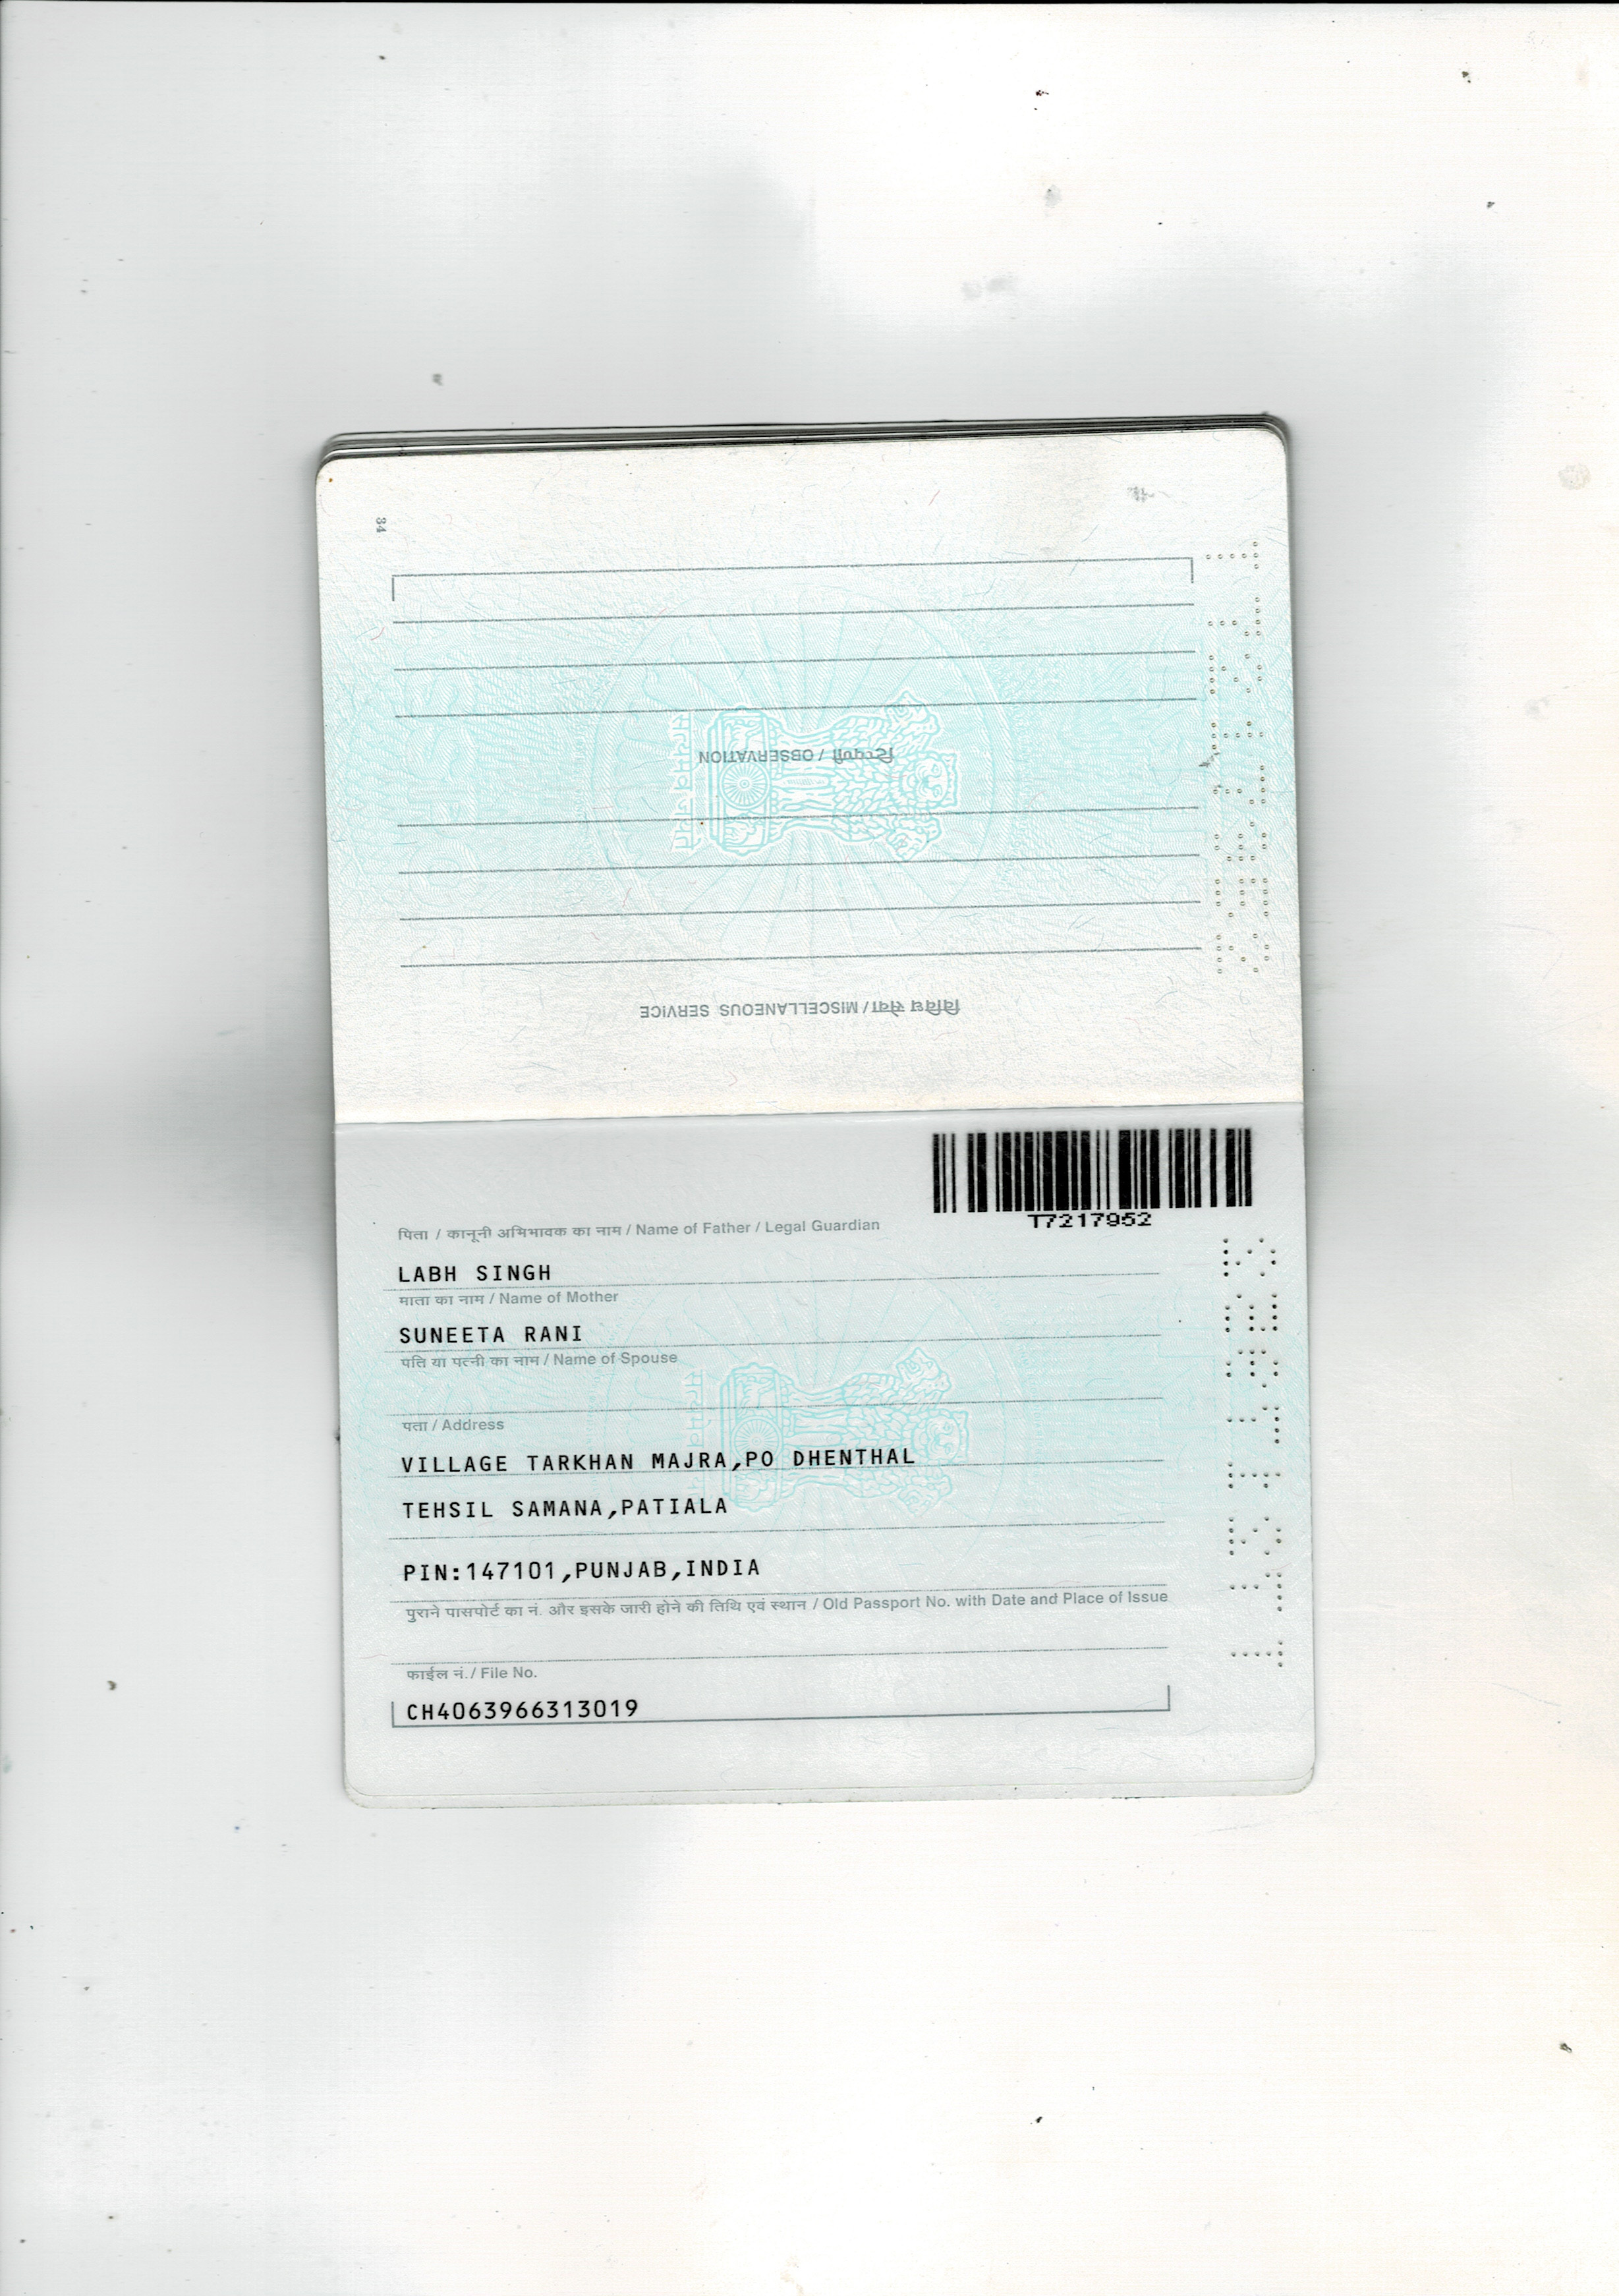 34
टिप्पणी / OBSERVATION
विविध सेवा / MISCELLANEOUS SERVICE
T7217952
पिता / कानूनी अभिभावक का नाम / Name of Father / Legal Guardian
LABH SINGH
माता का नाम / Name of Mother
SUNEETA RANI
पति या पत्नी का नाम / Name of Spouse
पता / Address
VILLAGE TARKHAN MAJRA,PO DHENTHAL
TEHSIL SAMANA,PATIALA
PIN:147101,PUNJAB,INDIA
पुराने पासपोर्ट का नं. और इसके जारी होने की तिथि एवं स्थान / Old Passport No. with Date and Place of Issue
फाईल नं. / File No.
CH4063966313019